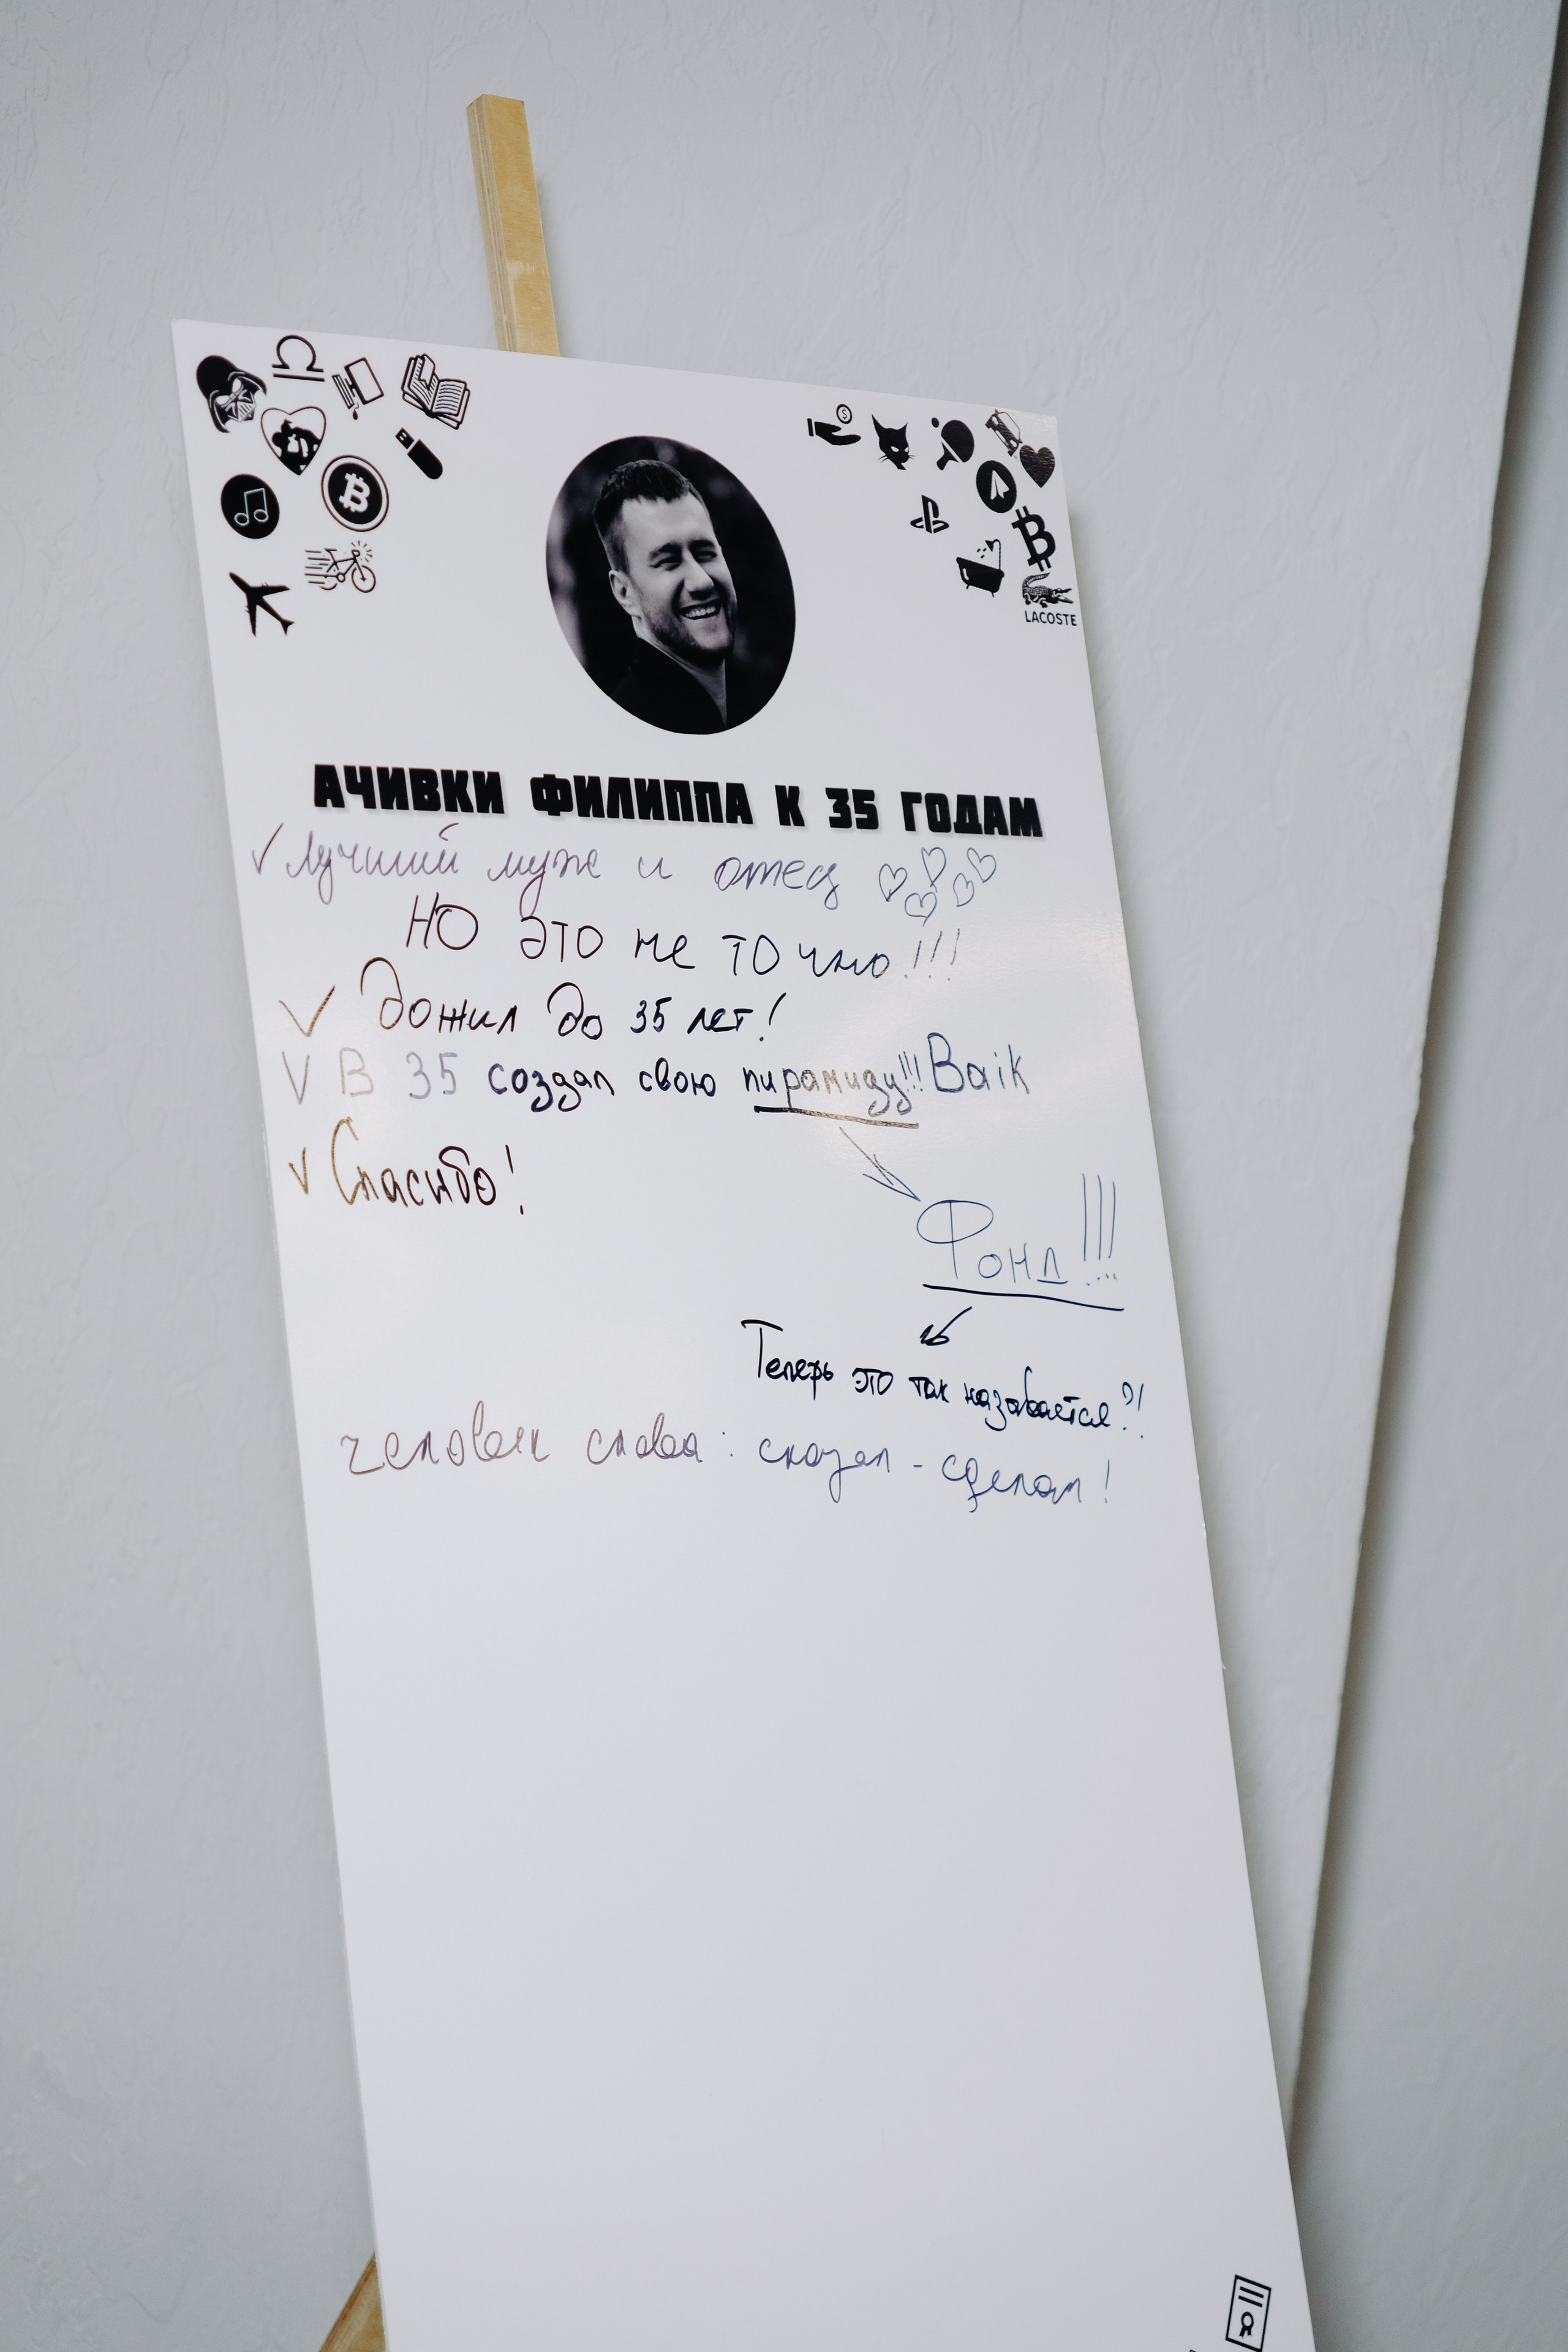 LACOSTE
АЧИВКИ ФИЛИППА К 35 ГОДАМ
✓ Лучший муж и отец ♡♡♡♡♡
НО это не точно!!!
✓ Дожил до 35 лет!
V В 35 создал свою пирамиду!!! Baik
✓ Спасибо!
Фонд!!!
Теперь это так называется?!
человек слова: сказал - сделал!